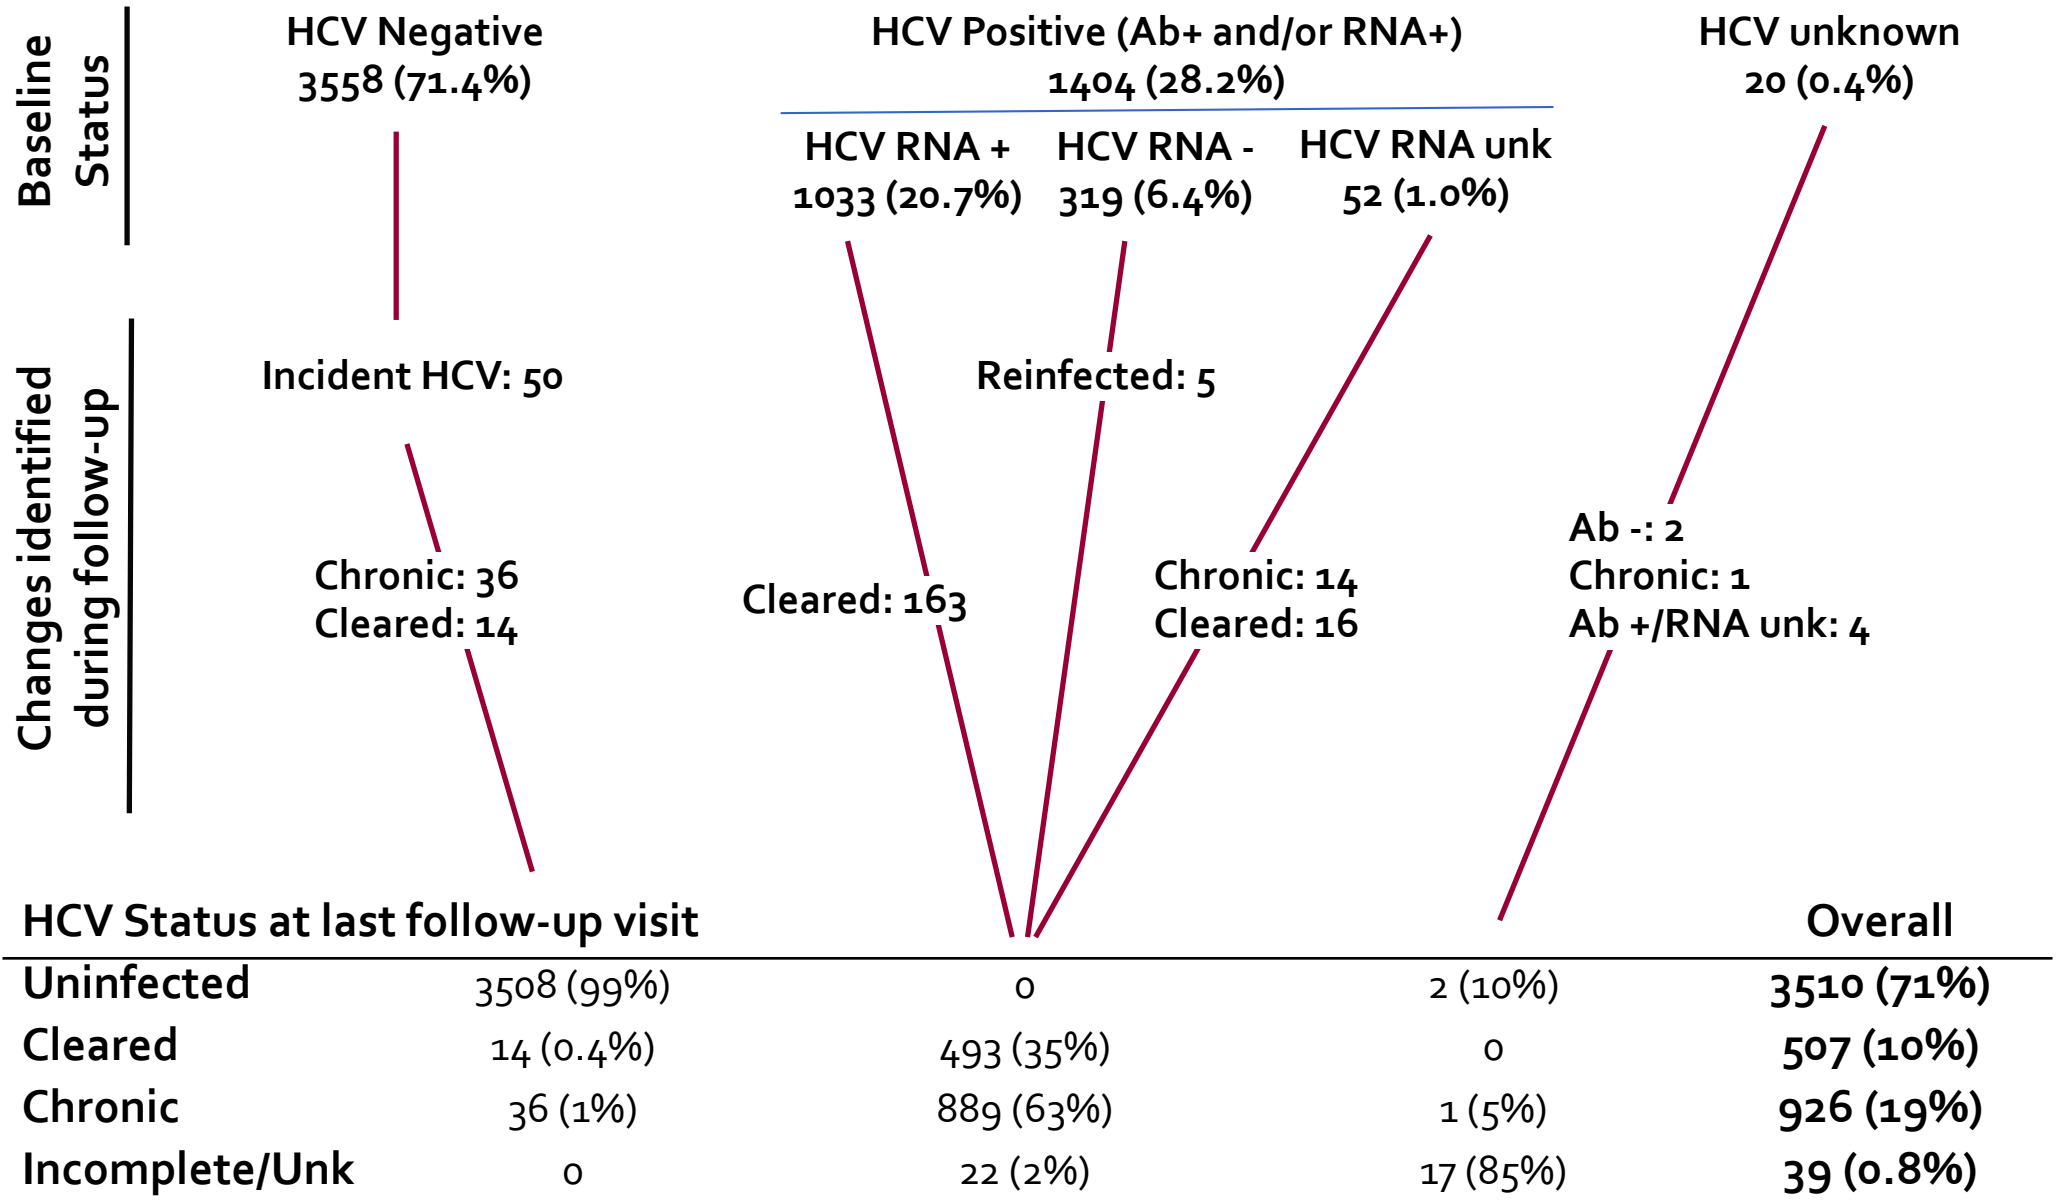 Baseline
Status
HCV Negative
3558 (71.4%)
HCV Positive (Ab+ and/or RNA+)
1404 (28.2%)
HCV unknown
20 (0.4%)
HCV RNA +
1033 (20.7%)
HCV RNA -
319 (6.4%)
HCV RNA unk
52 (1.0%)
Changes identified
during follow-up
Incident HCV: 50
Reinfected: 5
Chronic: 36
Cleared: 14
Cleared: 163
Chronic: 14
Cleared: 16
Ab -: 2
Chronic: 1
Ab +/RNA unk: 4
HCV Status at last follow-up visit Overall
Uninfected 3508 (99%) 0 2 (10%) 3510 (71%)
Cleared 14 (0.4%) 493 (35%) 0 507 (10%)
Chronic 36 (1%) 889 (63%) 1 (5%) 926 (19%)
Incomplete/Unk 0 22 (2%) 17 (85%) 39 (0.8%)